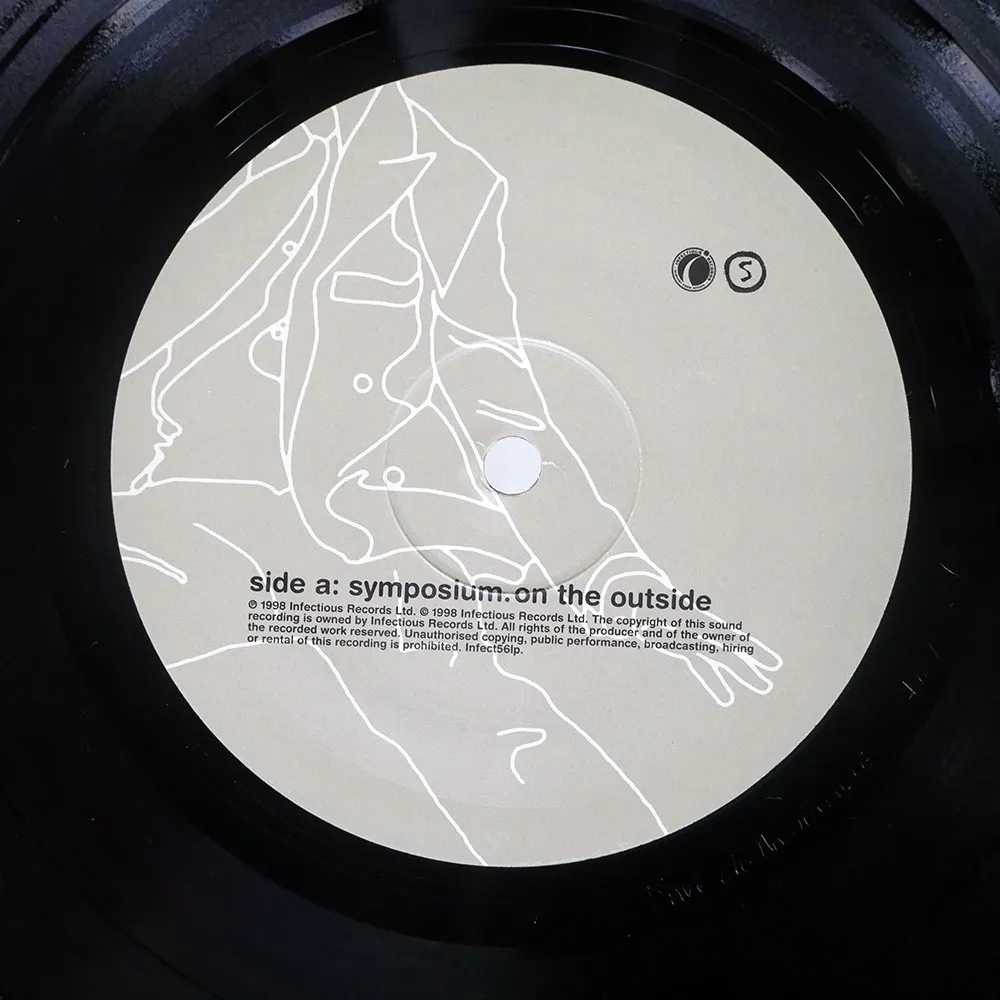 side a: symposium. on the outside
℗ 1998 Infectious Records Ltd. © 1998 Infectious Records Ltd. The copyright of this sound
recording is owned by Infectious Records Ltd. All rights of the producer and of the owner of
the recorded work reserved. Unauthorised copying, public performance, broadcasting, hiring
or rental of this recording is prohibited. Infect56lp.